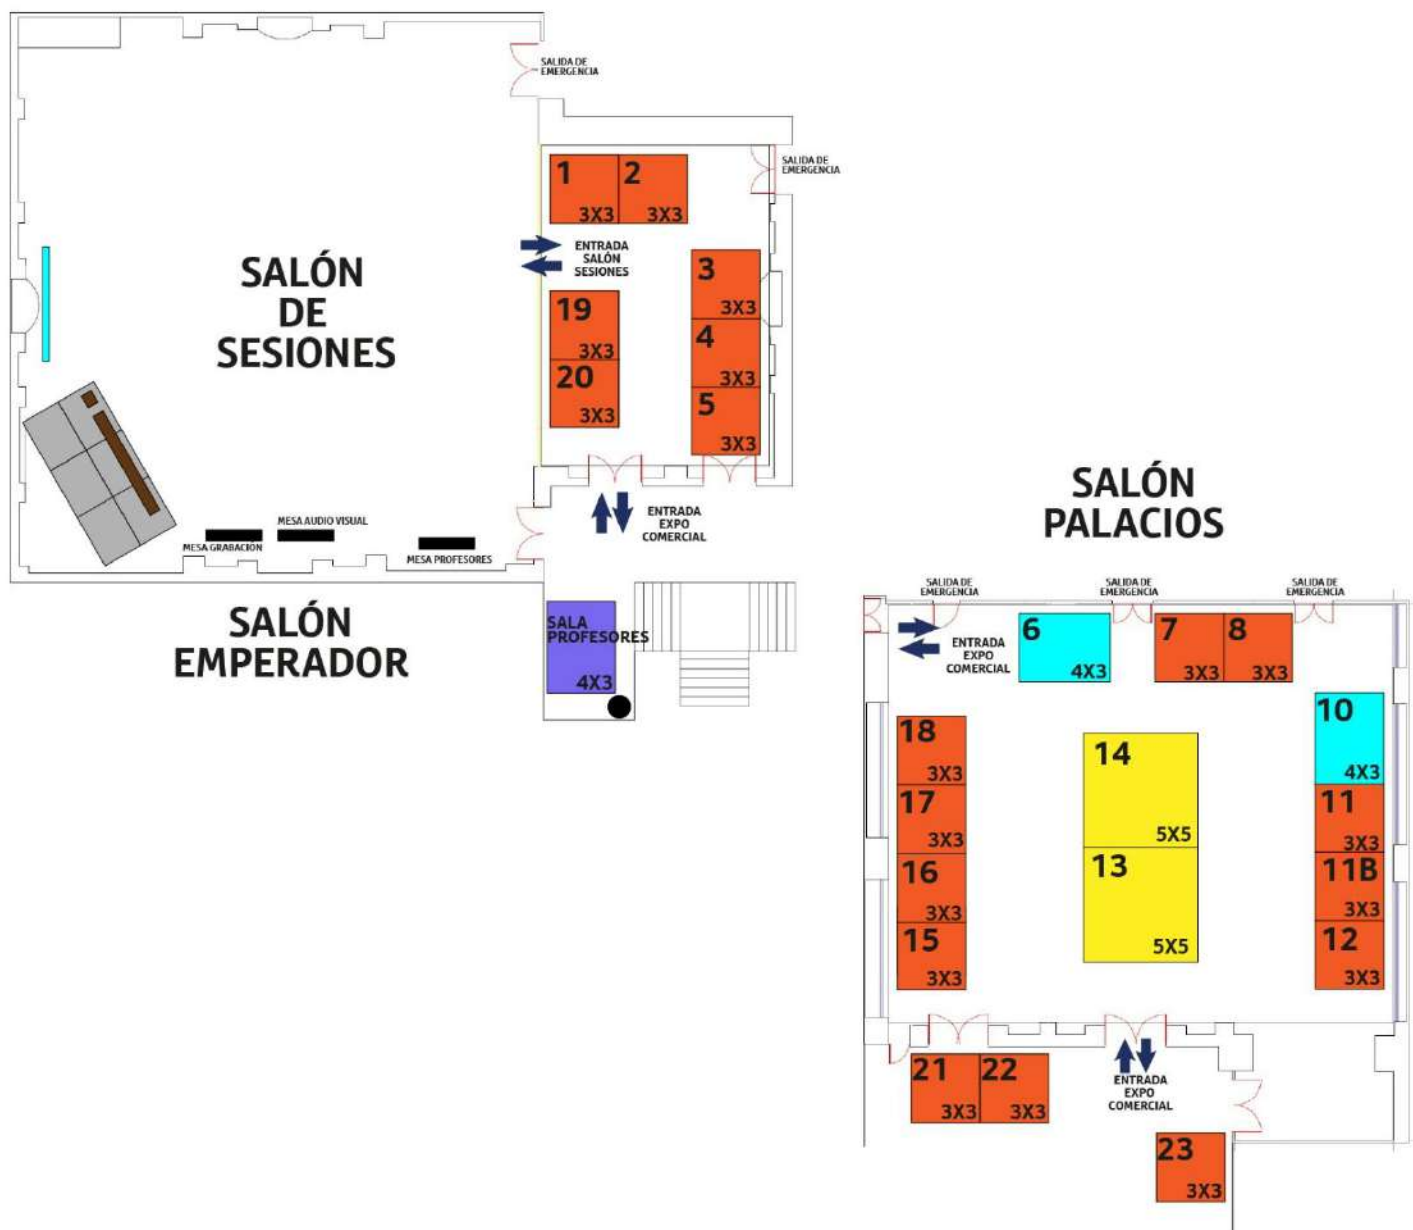 SALIDA DE
EMERGENCIA
SALIDA DE
EMERGENCIA
1
3X3
2
3X3
ENTRADA
SALÓN
SESIONES
SALÓN
DE
SESIONES
3
3X3
4
3X3
5
3X3
19
3X3
20
3X3
ENTRADA
EXPO
COMERCIAL
MESA GRABACIÓN
MESA AUDIO VISUAL
MESA PROFESORES
SALÓN
EMPERADOR
SALA
PROFESORES
4X3
SALÓN
PALACIOS
SALIDA DE
EMERGENCIA
SALIDA DE
EMERGENCIA
SALIDA DE
EMERGENCIA
ENTRADA
EXPO
COMERCIAL
6
4X3
7
3X3
8
3X3
10
4X3
11
3X3
11B
3X3
12
3X3
18
3X3
17
3X3
16
3X3
15
3X3
14
5X5
13
5X5
21
3X3
22
3X3
ENTRADA
EXPO
COMERCIAL
23
3X3